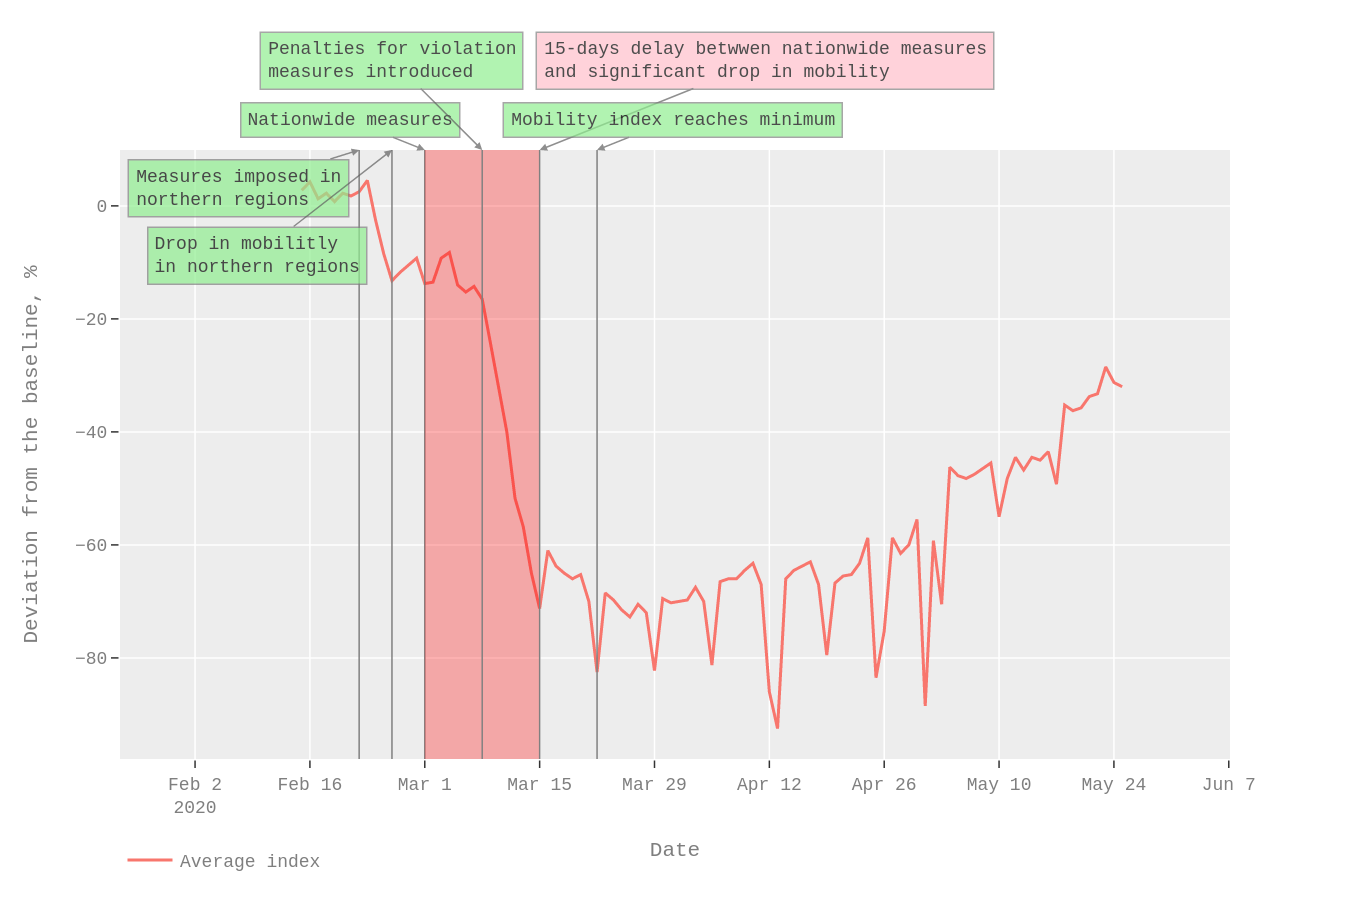 Penalties for violation
measures introduced
15-days delay betwwen nationwide measures
and significant drop in mobility
Nationwide measures
Mobility index reaches minimum
Measures imposed in
northern regions
Drop in mobilitly
in northern regions
Deviation from the baseline, %
0
−20
−40
−60
−80
Feb 2
2020
Feb 16
Mar 1
Mar 15
Mar 29
Apr 12
Apr 26
May 10
May 24
Jun 7
Date
Average index